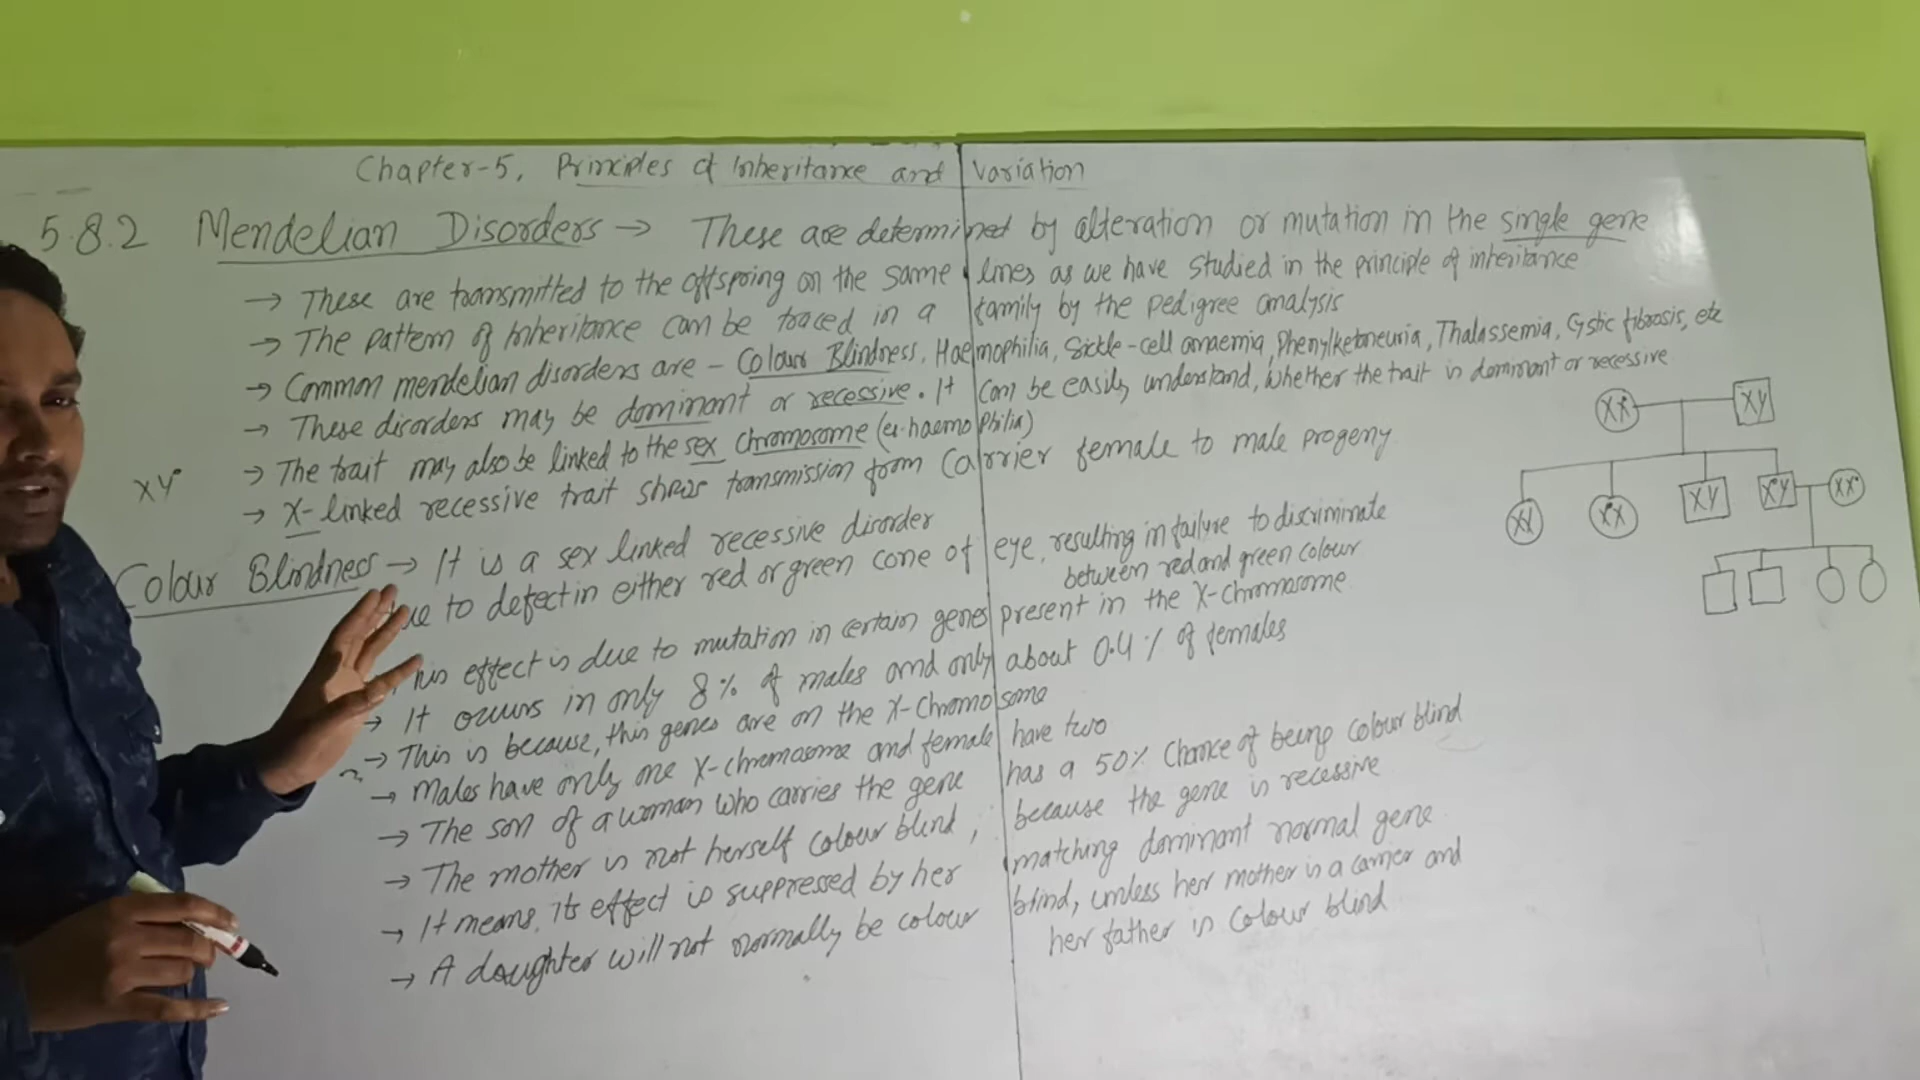 Chapter-5, Principles of Inheritance and Variation
5.8.2 Mendelian Disorders → These are determined by alteration or mutation in the single gene
→ These are transmitted to the offspring on the same lines as we have studied in the principle of inheritance
→ The pattern of inheritance can be traced in a family by the pedigree analysis
→ Common mendelian disorders are - Colour Blindness, Haemophilia, Sickle-cell anaemia, Phenylketoneuria, Thalassemia, Cystic fibrosis, etc
→ These disorders may be dominant or recessive. It can be easily understand, whether the trait is dominant or recessive
→ The trait may also be linked to the sex chromosome (ex-haemophilia)
→ X-linked recessive trait shows transmission from carrier female to male progeny
Colour Blindness → It is a sex linked recessive disorder
due to defect in either red or green cone of eye, resulting in failure to discriminate
between red and green colour
This effect is due to mutation in certain genes present in the X-chromosome
→ It occurs in only 8% of males and only about 0.4% of females
→ This is because, this genes are on the X-chromosome
→ Males have only one X-chromosome and female have two
→ The son of a woman who carries the gene has a 50% chance of being colour blind
→ The mother is not herself colour blind, because the gene is recessive
→ It means, its effect is suppressed by her matching dominant normal gene
→ A daughter will not normally be colour blind, unless her mother is a carrier and
her father is colour blind
XY
XX XY
XX XX XY XY XX